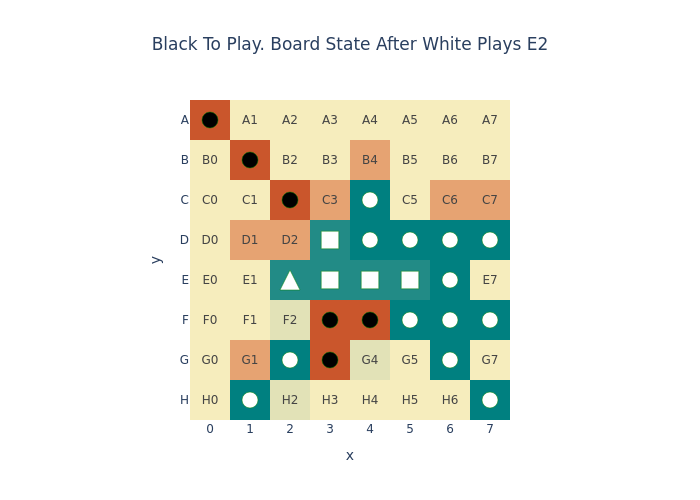 Black To Play. Board State After White Plays E2
A A1 A2 A3 A4 A5 A6 A7
B B0 B2 B3 B4 B5 B6 B7
C C0 C1 C3 C5 C6 C7
D D0 D1 D2
E E0 E1 E7
F F0 F1 F2
G G0 G1 G4 G5 G7
H H0 H2 H3 H4 H5 H6
0 1 2 3 4 5 6 7
x
y